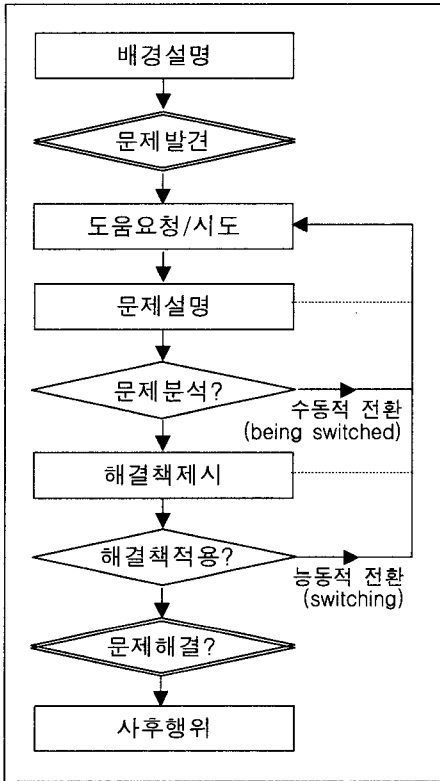 배경설명
문제발견
도움요청/시도
문제설명
문제분석?
수동적 전환
(being switched)
해결책제시
해결책적용?
능동적 전환
(switching)
문제해결?
사후행위